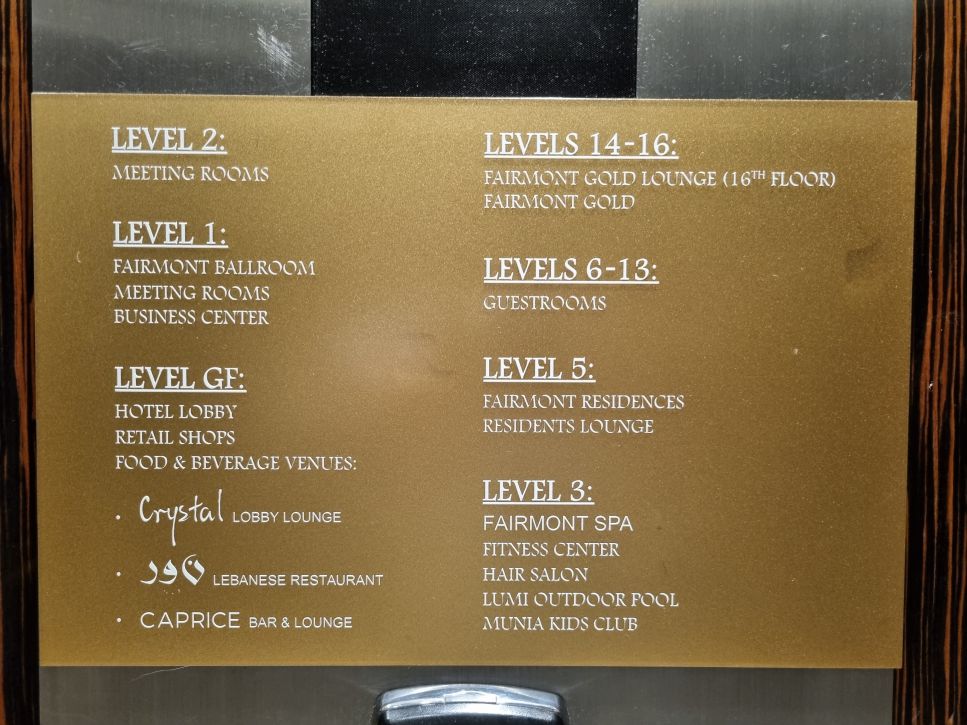 LEVEL 2:
MEETING ROOMS
LEVEL 1:
FAIRMONT BALLROOM
MEETING ROOMS
BUSINESS CENTER
LEVEL GF:
HOTEL LOBBY
RETAIL SHOPS
FOOD & BEVERAGE VENUES:
• Crystal LOBBY LOUNGE
• نور LEBANESE RESTAURANT
• CAPRICE BAR & LOUNGE
LEVELS 14-16:
FAIRMONT GOLD LOUNGE (16TH FLOOR)
FAIRMONT GOLD
LEVELS 6-13:
GUESTROOMS
LEVEL 5:
FAIRMONT RESIDENCES
RESIDENTS LOUNGE
LEVEL 3:
FAIRMONT SPA
FITNESS CENTER
HAIR SALON
LUMI OUTDOOR POOL
MUNIA KIDS CLUB